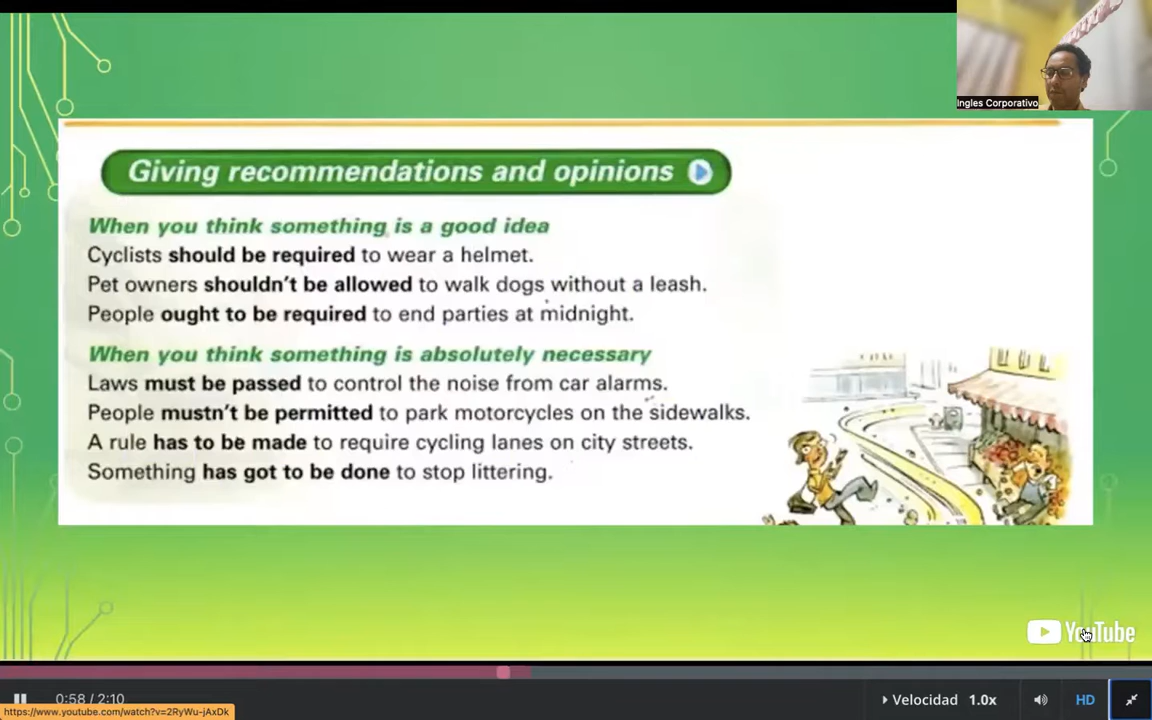 Ingles Corporativo
Giving recommendations and opinions
When you think something is a good idea
Cyclists should be required to wear a helmet.
Pet owners shouldn't be allowed to walk dogs without a leash.
People ought to be required to end parties at midnight.
When you think something is absolutely necessary
Laws must be passed to control the noise from car alarms.
People mustn't be permitted to park motorcycles on the sidewalks.
A rule has to be made to require cycling lanes on city streets.
Something has got to be done to stop littering.
YouTube
0:58 / 2:10
Velocidad 1.0x
HD
https://www.youtube.com/watch?v=2RyWu-jAxDk